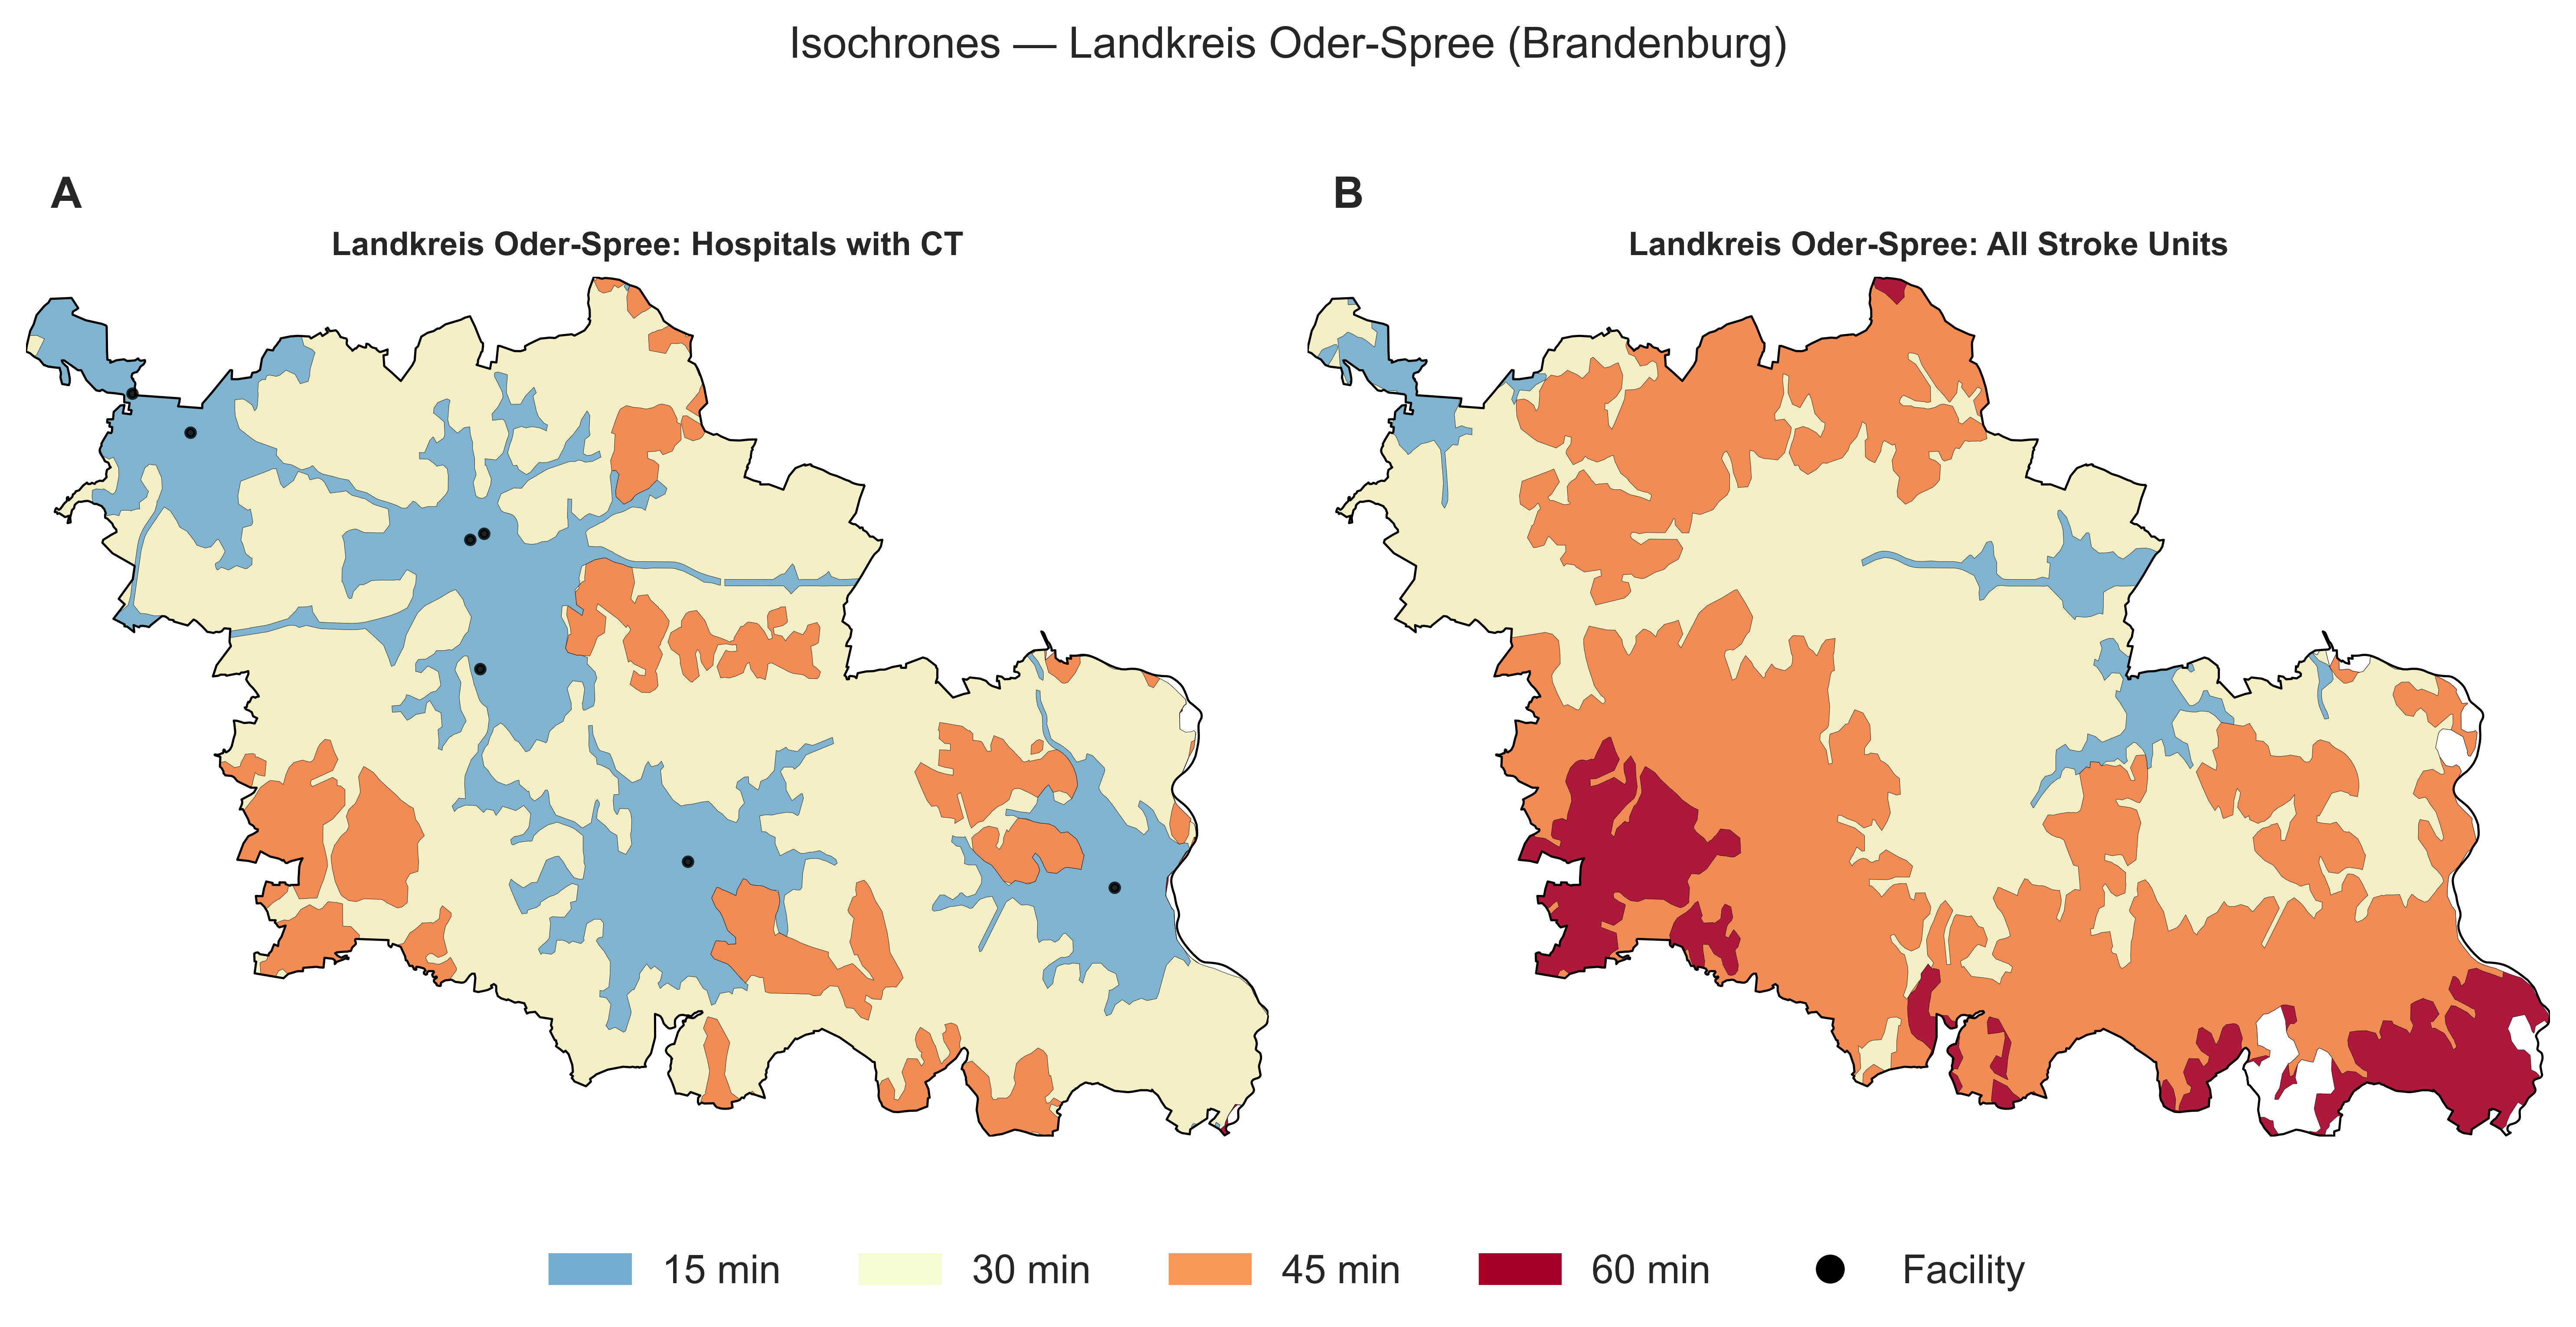 Isochrones — Landkreis Oder-Spree (Brandenburg)
A
Landkreis Oder-Spree: Hospitals with CT
B
Landkreis Oder-Spree: All Stroke Units
15 min
30 min
45 min
60 min
Facility